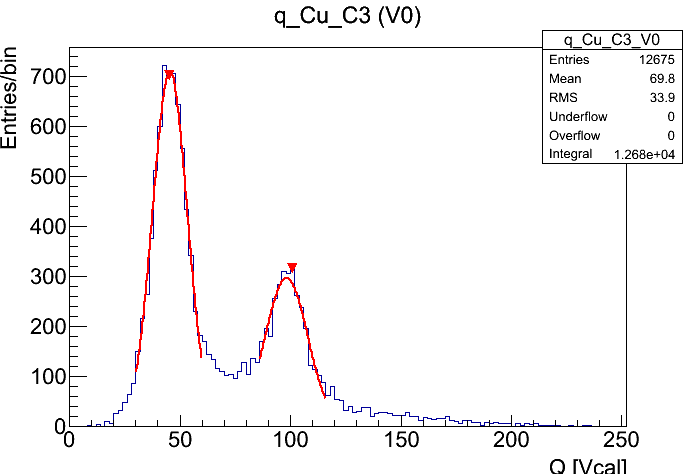 q_Cu_C3 (V0)
Entries/bin
q_Cu_C3_V0
Entries 12675
Mean 69.8
RMS 33.9
Underflow 0
Overflow 0
Integral 1.268e+04
700
600
500
400
300
200
100
0
0 50 100 150 200 250
Q [Vcal]